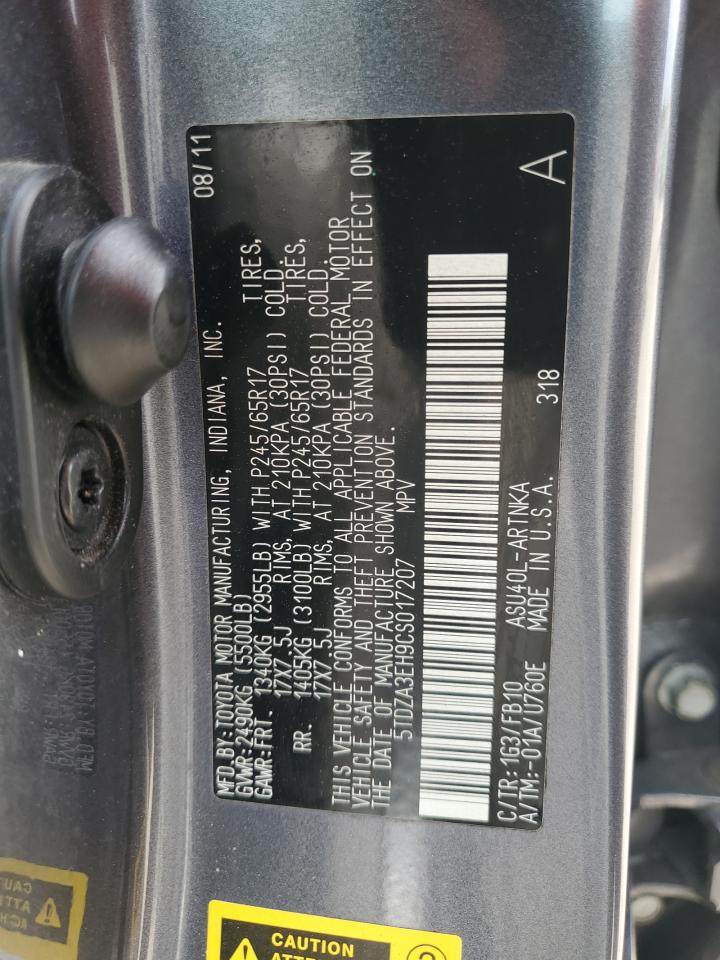 MFD.BY:TOYOTA MOTOR MANUFACTURING, INDIANA, INC. 08/11
GVWR:2490KG (5500LB)
GAWR:FRT. 1340KG (2955LB) WITH P245/65R17 TIRES,
17X7.5J RIMS, AT 210KPA (30PSI) COLD.
RR. 1405KG (3100LB) WITH P245/65R17 TIRES,
17X7.5J RIMS, AT 210KPA (30PSI) COLD.
THIS VEHICLE CONFORMS TO ALL APPLICABLE FEDERAL MOTOR
VEHICLE SAFETY AND THEFT PREVENTION STANDARDS IN EFFECT ON
THE DATE OF MANUFACTURE SHOWN ABOVE.
5TDZA3EH9CS017207 MPV
C/TR:1G3/FB10 ASU40L-ARTNKA 318 A
A/TM:-01A/U760E MADE IN U.S.A.
CAUTION